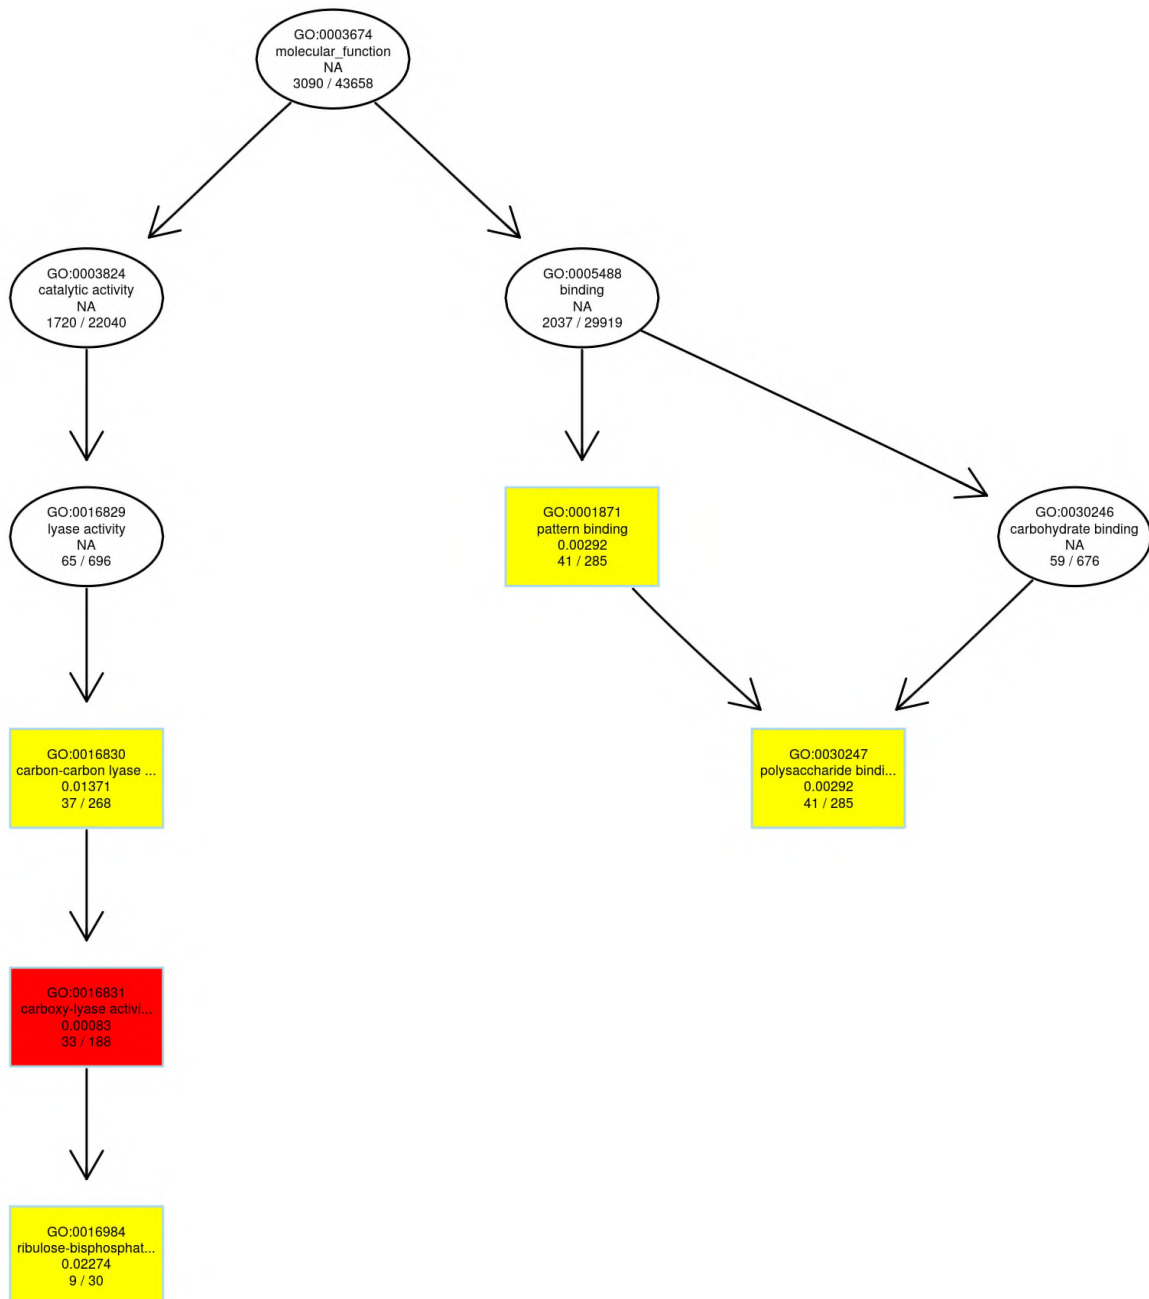 GO:0003674
molecular_function
NA
3090 / 43658
GO:0003824
catalytic activity
NA
1720 / 22040
GO:0005488
binding
NA
2037 / 29919
GO:0016829
lyase activity
NA
65 / 696
GO:0001871
pattern binding
0.00292
41 / 285
GO:0030246
carbohydrate binding
NA
59 / 676
GO:0016830
carbon-carbon lyase ...
0.01371
37 / 268
GO:0030247
polysaccharide bindi...
0.00292
41 / 285
GO:0016831
carboxy-lyase activi...
0.00083
33 / 188
GO:0016984
ribulose-bisphosphat...
0.02274
9 / 30